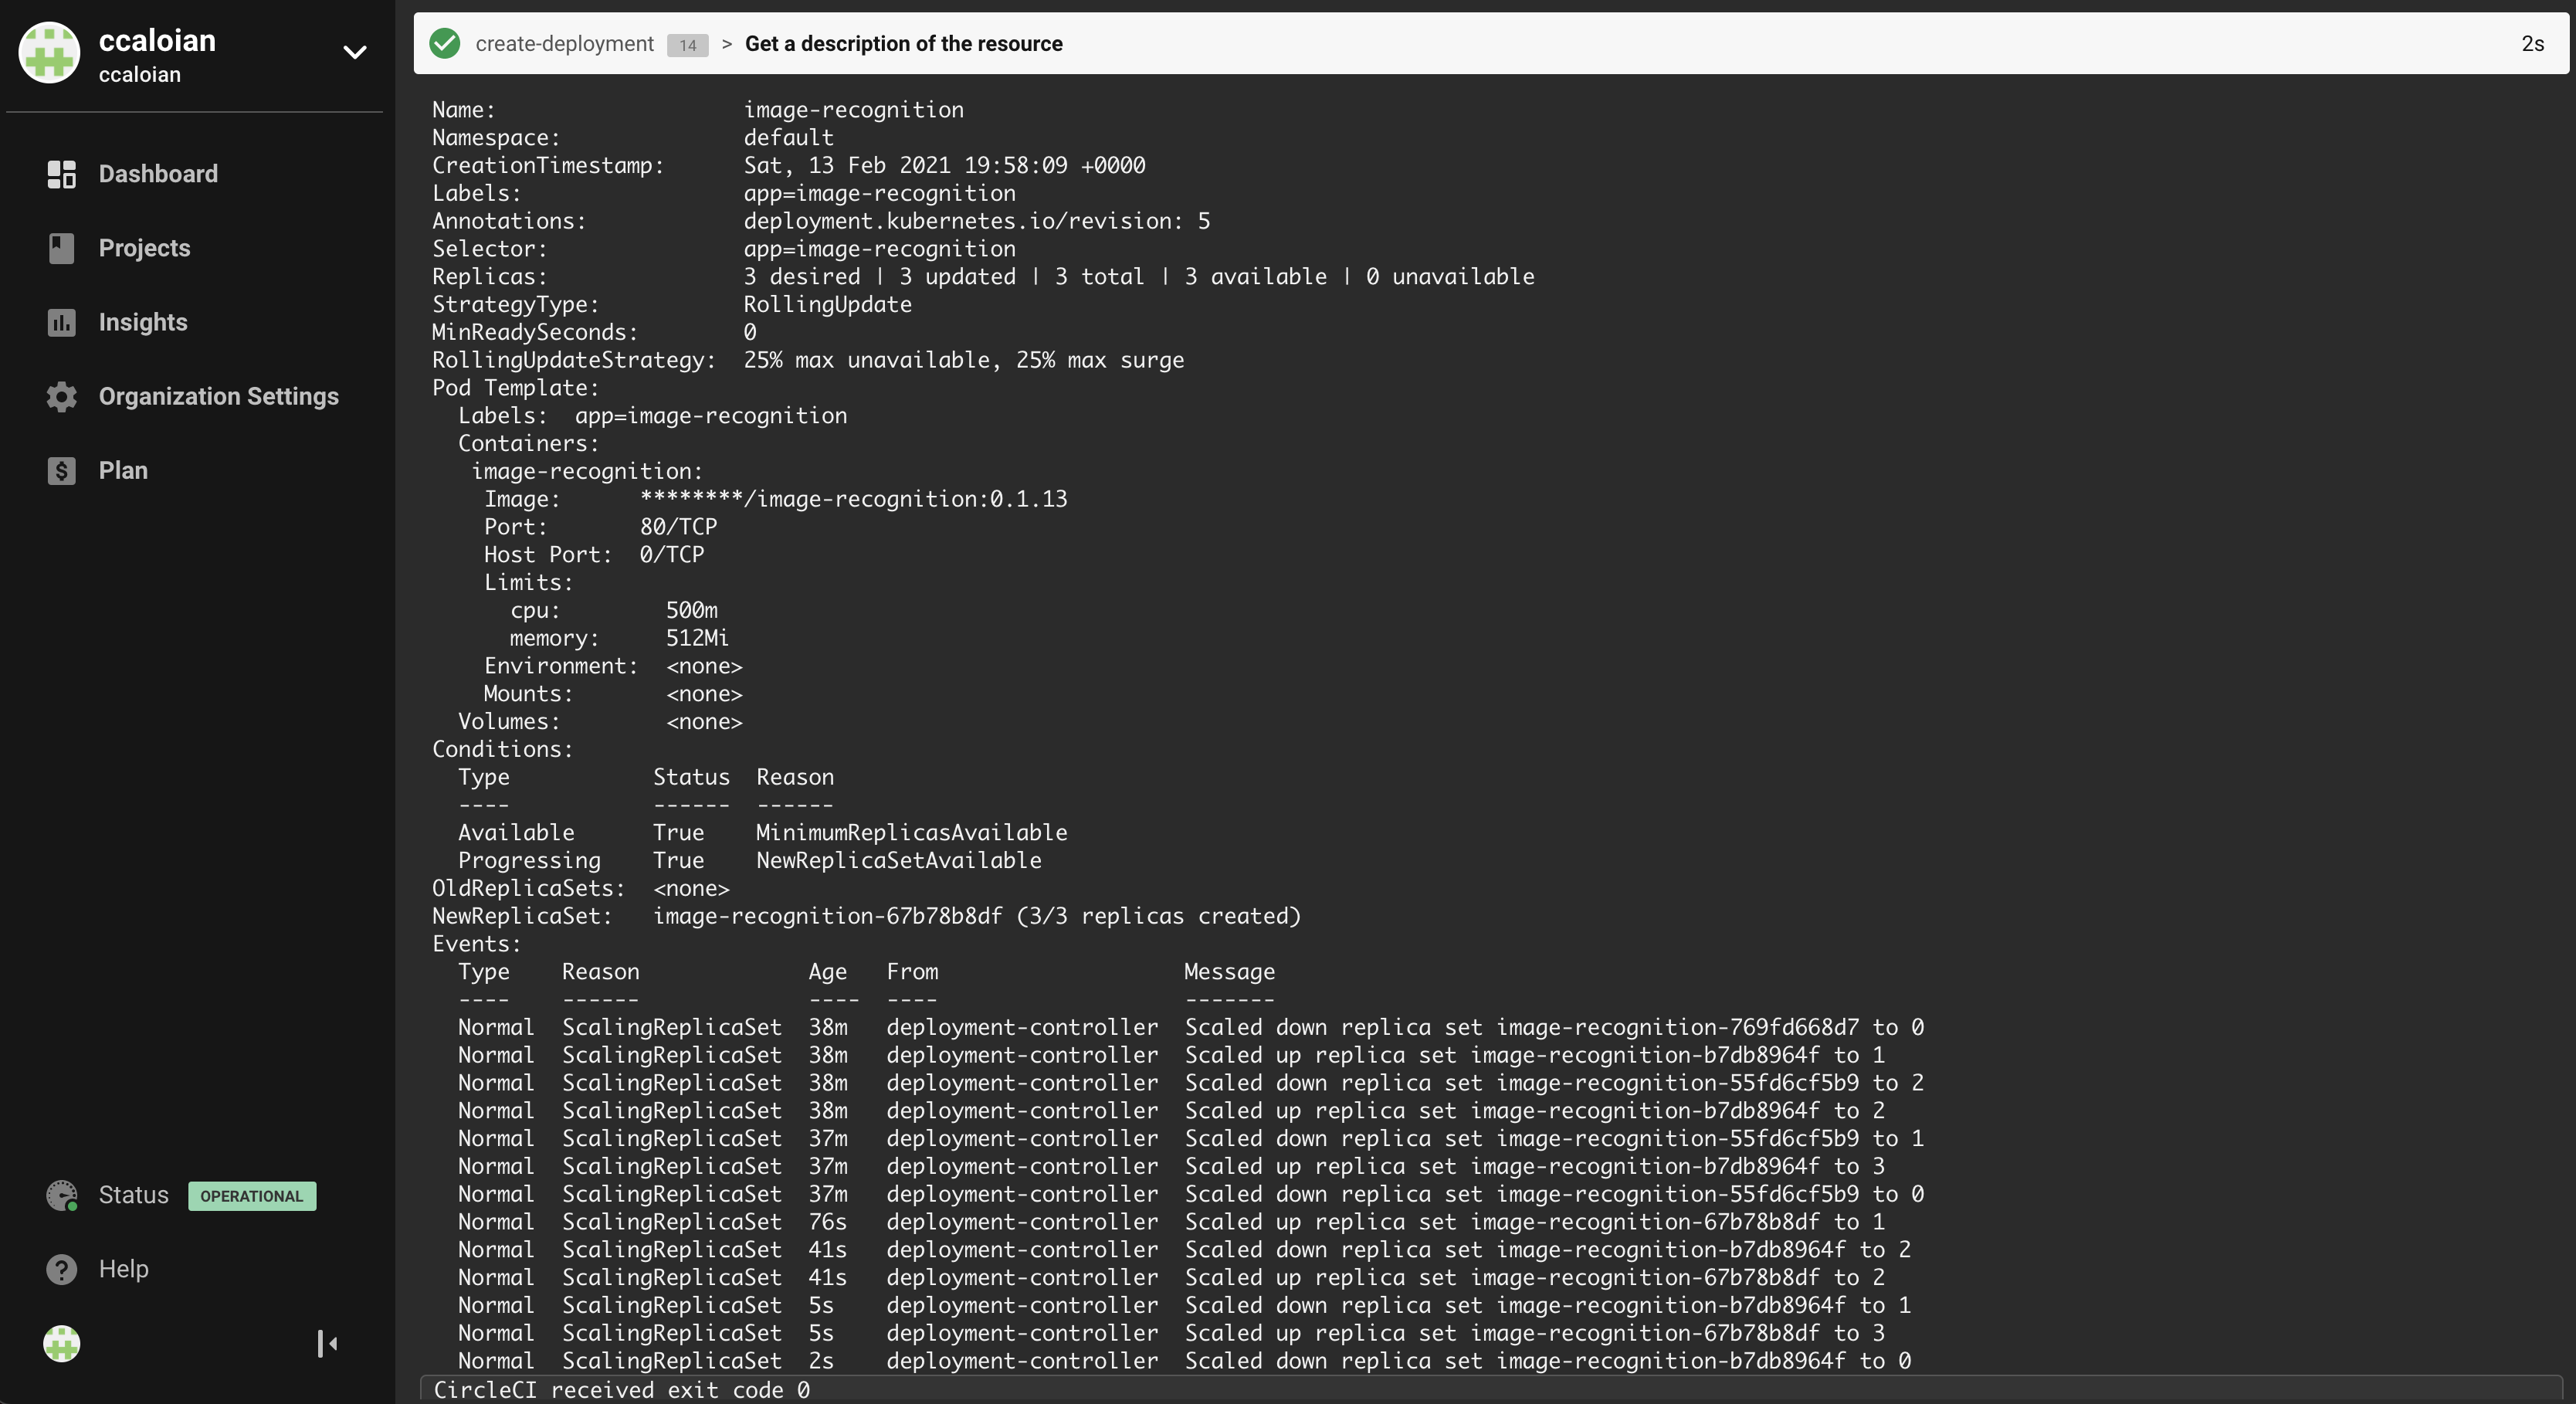 ccaloian
ccaloian
Dashboard
Projects
Insights
Organization Settings
Plan
Status OPERATIONAL
Help
create-deployment 14 > Get a description of the resource 2s
Name: image-recognition
Namespace: default
CreationTimestamp: Sat, 13 Feb 2021 19:58:09 +0000
Labels: app=image-recognition
Annotations: deployment.kubernetes.io/revision: 5
Selector: app=image-recognition
Replicas: 3 desired | 3 updated | 3 total | 3 available | 0 unavailable
StrategyType: RollingUpdate
MinReadySeconds: 0
RollingUpdateStrategy: 25% max unavailable, 25% max surge
Pod Template:
Labels: app=image-recognition
Containers:
image-recognition:
Image: ********/image-recognition:0.1.13
Port: 80/TCP
Host Port: 0/TCP
Limits:
cpu: 500m
memory: 512Mi
Environment: <none>
Mounts: <none>
Volumes: <none>
Conditions:
Type Status Reason
---- ------ ------
Available True MinimumReplicasAvailable
Progressing True NewReplicaSetAvailable
OldReplicaSets: <none>
NewReplicaSet: image-recognition-67b78b8df (3/3 replicas created)
Events:
Type Reason Age From Message
---- ------ ---- ---- -------
Normal ScalingReplicaSet 38m deployment-controller Scaled down replica set image-recognition-769fd668d7 to 0
Normal ScalingReplicaSet 38m deployment-controller Scaled up replica set image-recognition-b7db8964f to 1
Normal ScalingReplicaSet 38m deployment-controller Scaled down replica set image-recognition-55fd6cf5b9 to 2
Normal ScalingReplicaSet 38m deployment-controller Scaled up replica set image-recognition-b7db8964f to 2
Normal ScalingReplicaSet 37m deployment-controller Scaled down replica set image-recognition-55fd6cf5b9 to 1
Normal ScalingReplicaSet 37m deployment-controller Scaled up replica set image-recognition-b7db8964f to 3
Normal ScalingReplicaSet 37m deployment-controller Scaled down replica set image-recognition-55fd6cf5b9 to 0
Normal ScalingReplicaSet 76s deployment-controller Scaled up replica set image-recognition-67b78b8df to 1
Normal ScalingReplicaSet 41s deployment-controller Scaled down replica set image-recognition-b7db8964f to 2
Normal ScalingReplicaSet 41s deployment-controller Scaled up replica set image-recognition-67b78b8df to 2
Normal ScalingReplicaSet 5s deployment-controller Scaled down replica set image-recognition-b7db8964f to 1
Normal ScalingReplicaSet 5s deployment-controller Scaled up replica set image-recognition-67b78b8df to 3
Normal ScalingReplicaSet 2s deployment-controller Scaled down replica set image-recognition-b7db8964f to 0
CircleCI received exit code 0